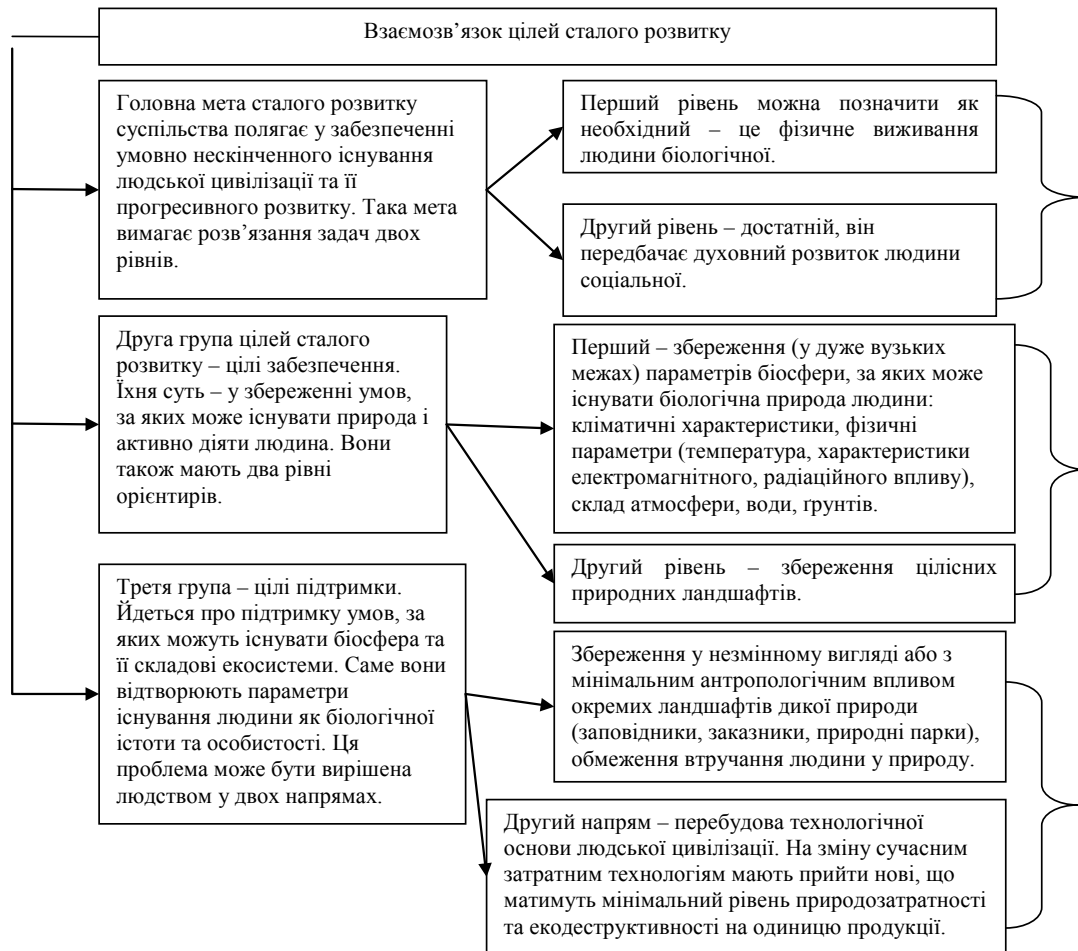 Взаємозв’язок цілей сталого розвитку
Головна мета сталого розвитку
суспільства полягає у забезпеченні
умовно нескінченного існування
людської цивілізації та її
прогресивного розвитку. Така мета
вимагає розв’язання задач двох
рівнів.
Перший рівень можна позначити як
необхідний – це фізичне виживання
людини біологічної.
Другий рівень – достатній, він
передбачає духовний розвиток людини
соціальної.
Друга група цілей сталого
розвитку – цілі забезпечення.
Їхня суть – у збереженні умов,
за яких може існувати природа і
активно діяти людина. Вони
також мають два рівні
орієнтирів.
Перший – збереження (у дуже вузьких
межах) параметрів біосфери, за яких може
існувати біологічна природа людини:
кліматичні характеристики, фізичні
параметри (температура, характеристики
електромагнітного, радіаційного впливу),
склад атмосфери, води, ґрунтів.
Другий рівень – збереження цілісних
природних ландшафтів.
Третя група – цілі підтримки.
Йдеться про підтримку умов, за
яких можуть існувати біосфера та
її складові екосистеми. Саме вони
відтворюють параметри
існування людини як біологічної
істоти та особистості. Ця
проблема може бути вирішена
людством у двох напрямах.
Збереження у незмінному вигляді або з
мінімальним антропологічним впливом
окремих ландшафтів дикої природи
(заповідники, заказники, природні парки),
обмеження втручання людини у природу.
Другий напрям – перебудова технологічної
основи людської цивілізації. На зміну сучасним
затратним технологіям мають прийти нові, що
матимуть мінімальний рівень природозатратності
та екодеструктивності на одиницю продукції.